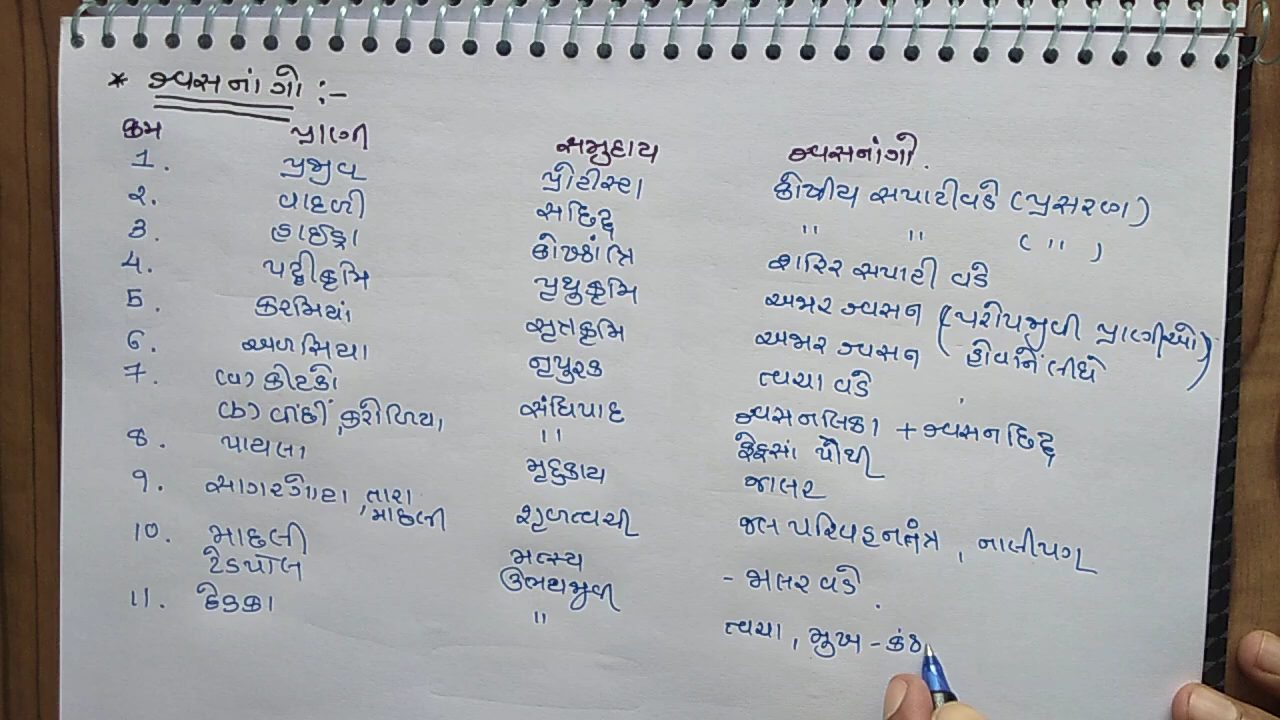 * શ્વસનાંગો :-
ક્રમ પ્રાણી સમુદાય શ્વસનાંગો.
1. પ્રજીવ પ્રોટીસ્ટા કોષીય સપાટી વડે (પ્રસરણ)
2. વાદળી સછિદ્ર " " ( " )
3. હાઈડ્રા કોષ્ઠાંત્રિ શરિર સપાટી વડે
4. પટ્ટીકૃમિ પૃથુકૃમિ અજારક શ્વસન (પરોપજીવી પ્રાણીઓ)
5. કરમિયાં સૂત્રકૃમિ અજારક શ્વસન હોવાને લીધે
6. અળસિયા નુપુરક ત્વચા વડે
7. (a) કીટકો સંધિપાદ શ્વસનલિકા + શ્વસનછિદ્ર
(b) વીંછી, કરોળિયા, " ફેફસાં પોથી
8. પાયલા મૃદુકાય ઝાલર
9. સાગરગોટા, તારામાછલી શૂળત્વચી જલ પરિવહનતંત્ર, નાલીપગ
10. માછલી મત્સ્ય - ઝાલર વડે.
ટેડપોલ ઉભયજીવી
11. દેડકા " ત્વચા, મુખ - કંઠ